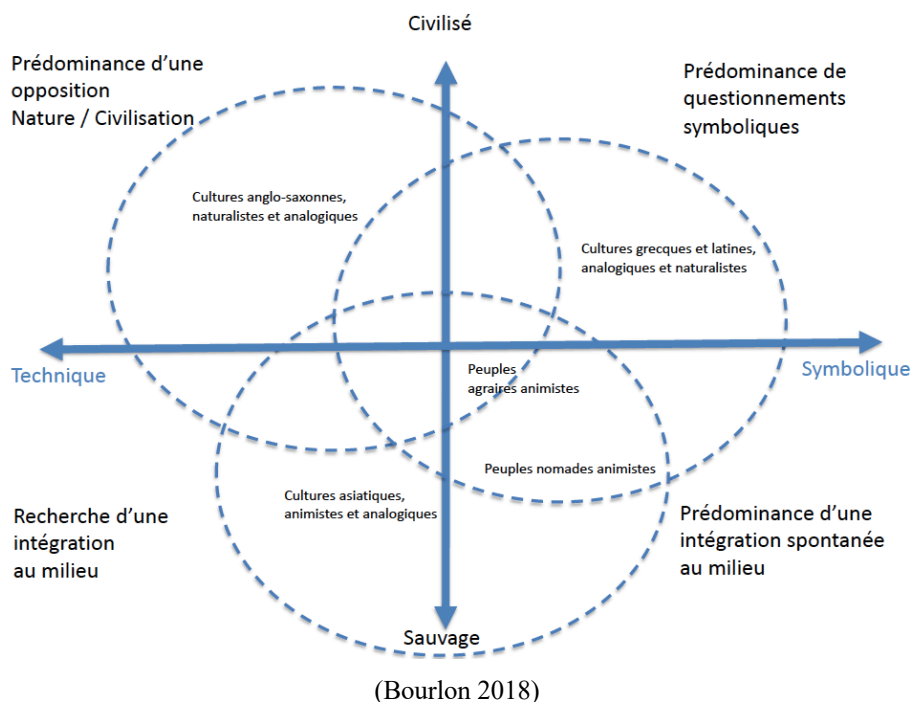 Civilisé
Prédominance d’une
opposition
Nature / Civilisation
Prédominance de
questionnements
symboliques
Cultures anglo-saxonnes,
naturalistes et analogiques
Cultures grecques et latines,
analogiques et naturalistes
Technique
Symbolique
Peuples
agraires animistes
Peuples nomades animistes
Cultures asiatiques,
animistes et analogiques
Recherche d’une
intégration
au milieu
Prédominance d’une
intégration spontanée
au milieu
Sauvage
(Bourlon 2018)